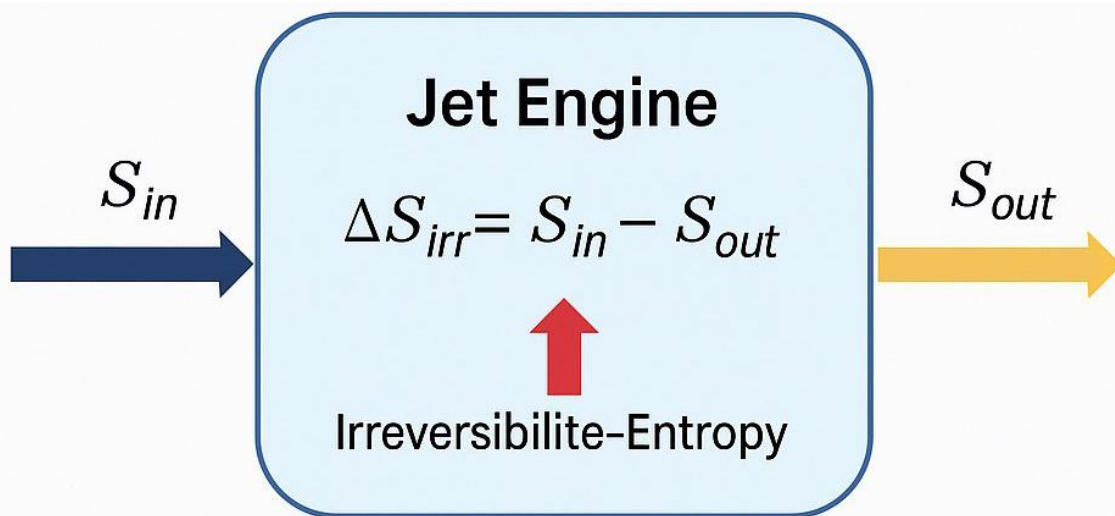 Jet Engine
S_in
ΔS_irr = S_in − S_out
S_out
Irreversibilite-Entropy